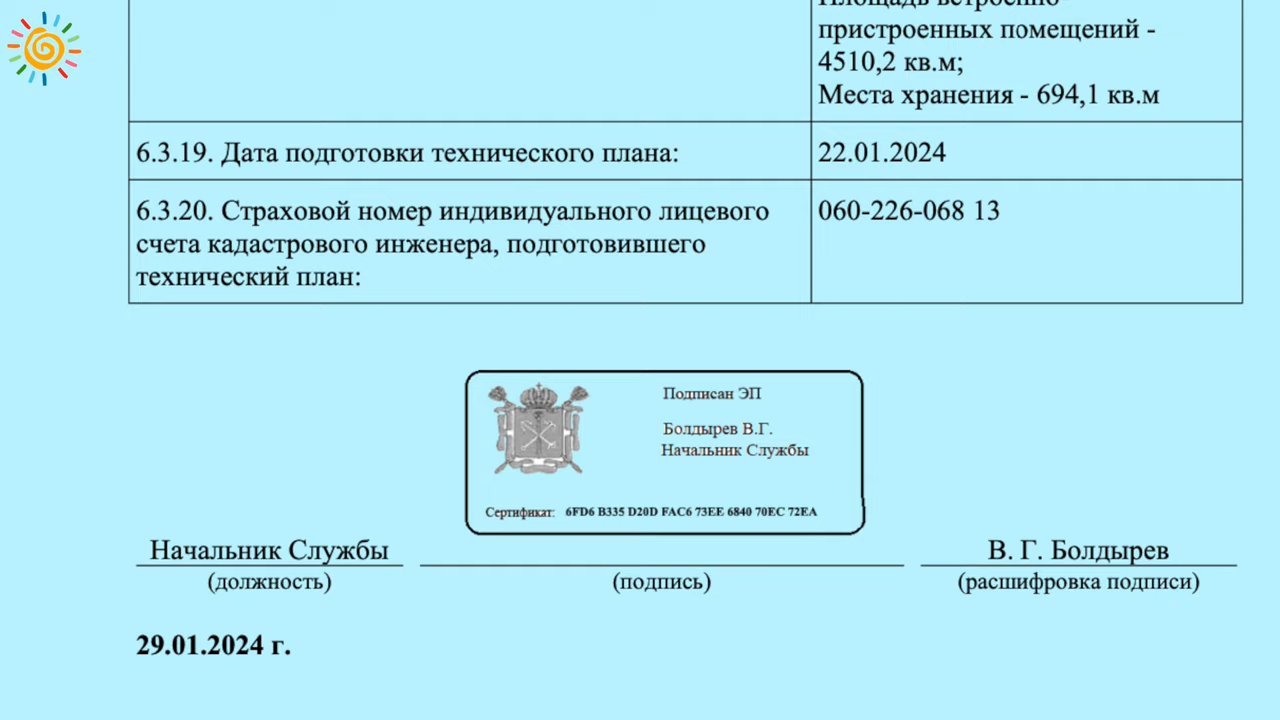 Площадь встроенно-
пристроенных помещений -
4510,2 кв.м;
Места хранения - 694,1 кв.м
6.3.19. Дата подготовки технического плана:
22.01.2024
6.3.20. Страховой номер индивидуального лицевого
счета кадастрового инженера, подготовившего
технический план:
060-226-068 13
Подписан ЭП
Болдырев В.Г.
Начальник Службы
Сертификат: 6FD6 B335 D20D FAC6 73EE 6840 70EC 72EA
Начальник Службы
В. Г. Болдырев
(должность)
(подпись)
(расшифровка подписи)
29.01.2024 г.